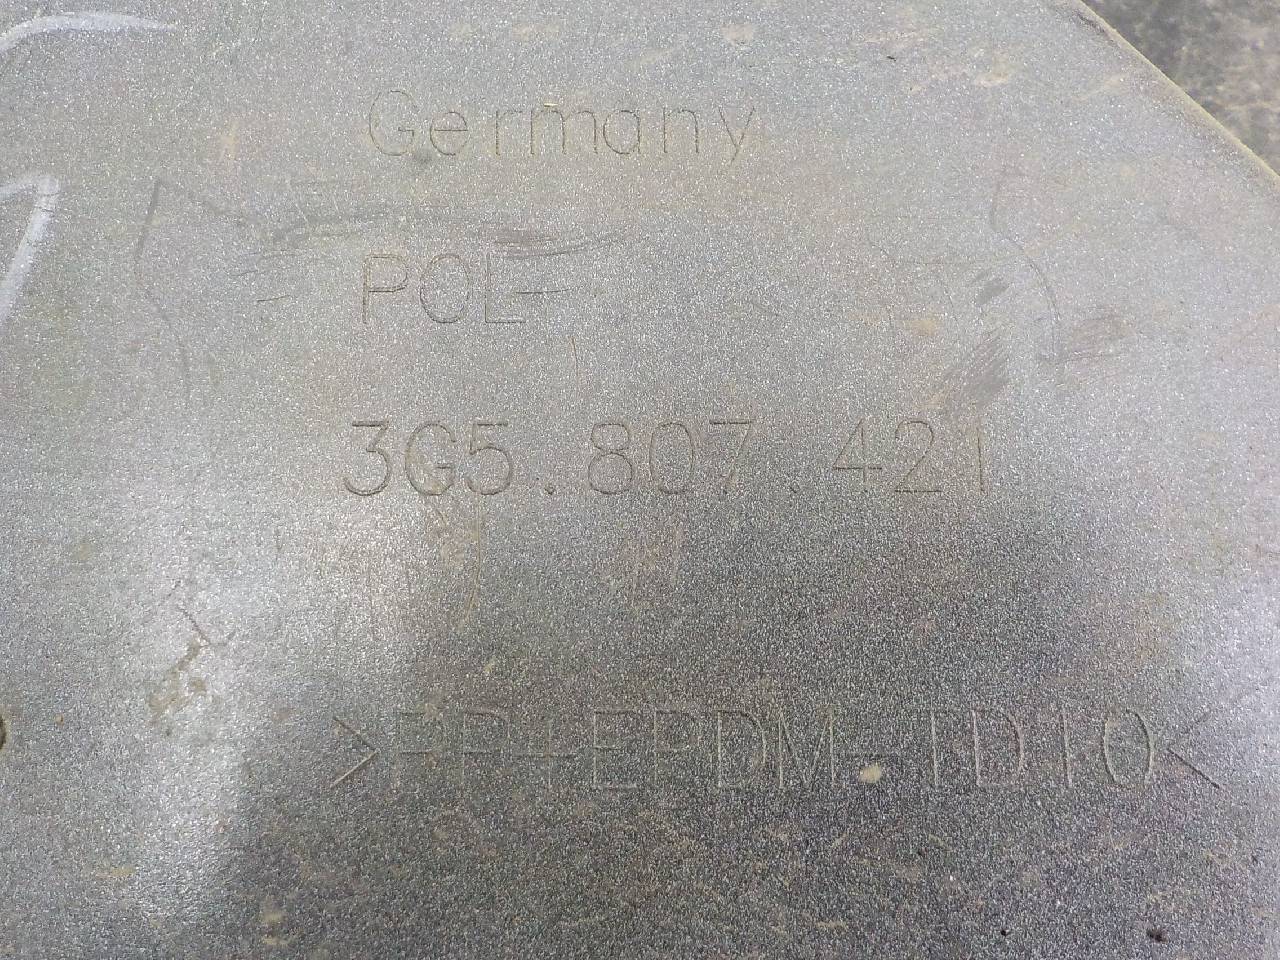 Germany
POL
3G5.807.421
>PP+EPDM-TD10<